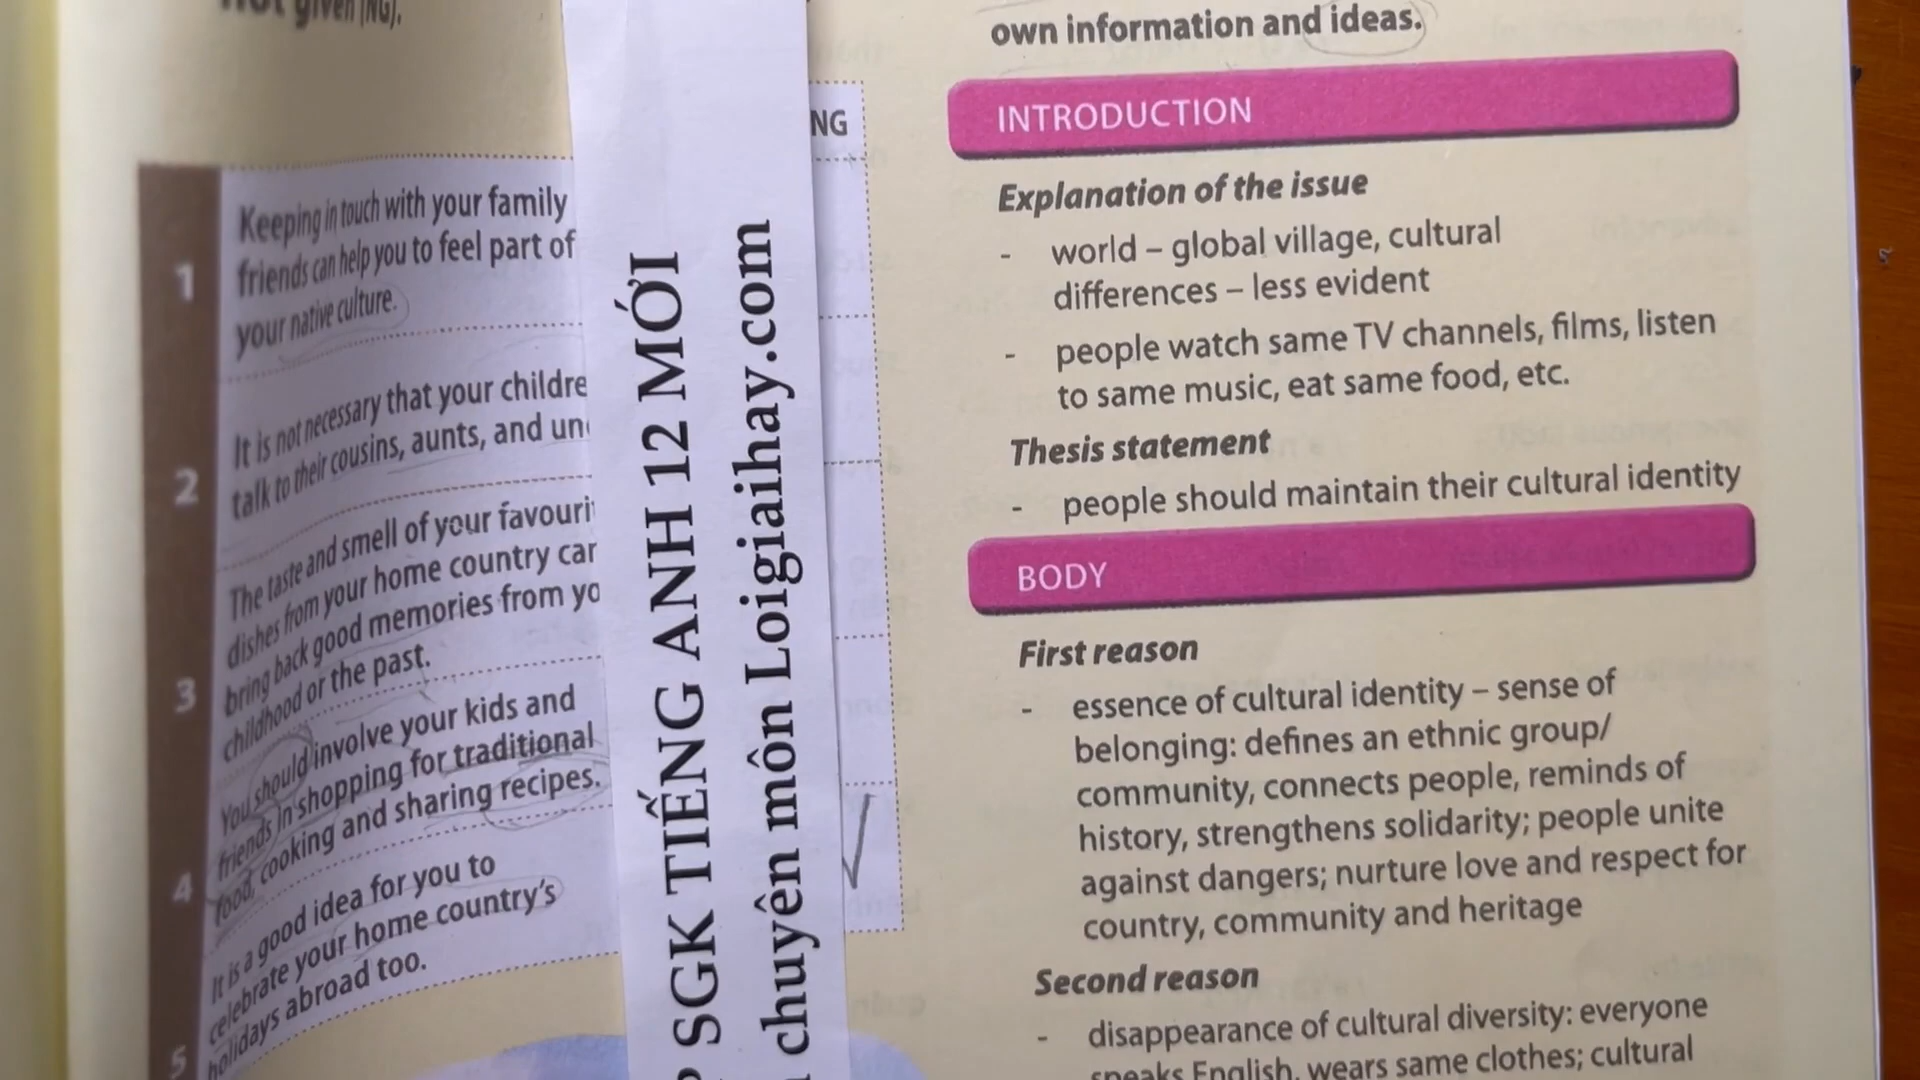 not given (NG).
1
Keeping in touch with your family
friends can help you to feel part of
your native culture.
2
It is not necessary that your
talk to their cousins, aunts, and
3
The taste and smell of your
dishes from your home country
bring back good memories from
childhood or the past.
4
You should involve your kids and
friends in shopping for traditional
food, cooking and sharing recipes.
5
It is a good idea for you to
celebrate your home country's
holidays abroad too.
NG
SGK TIẾNG ANH 12 MỚI
chuyên môn Loigiaihay.com
own information and ideas.
INTRODUCTION
Explanation of the issue
- world – global village, cultural
differences – less evident
- people watch same TV channels, films, listen
to same music, eat same food, etc.
Thesis statement
- people should maintain their cultural identity
BODY
First reason
- essence of cultural identity – sense of
belonging: defines an ethnic group/
community, connects people, reminds of
history, strengthens solidarity; people unite
against dangers; nurture love and respect for
country, community and heritage
Second reason
- disappearance of cultural diversity: everyone
speaks English, wears same clothes; cultural